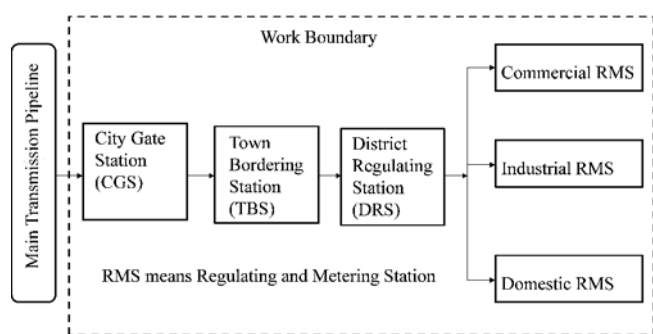 Work Boundary
Main Transmission Pipeline
City Gate
Station
(CGS)
Town
Bordering
Station
(TBS)
District
Regulating
Station
(DRS)
Commercial RMS
Industrial RMS
Domestic RMS
RMS means Regulating and Metering Station